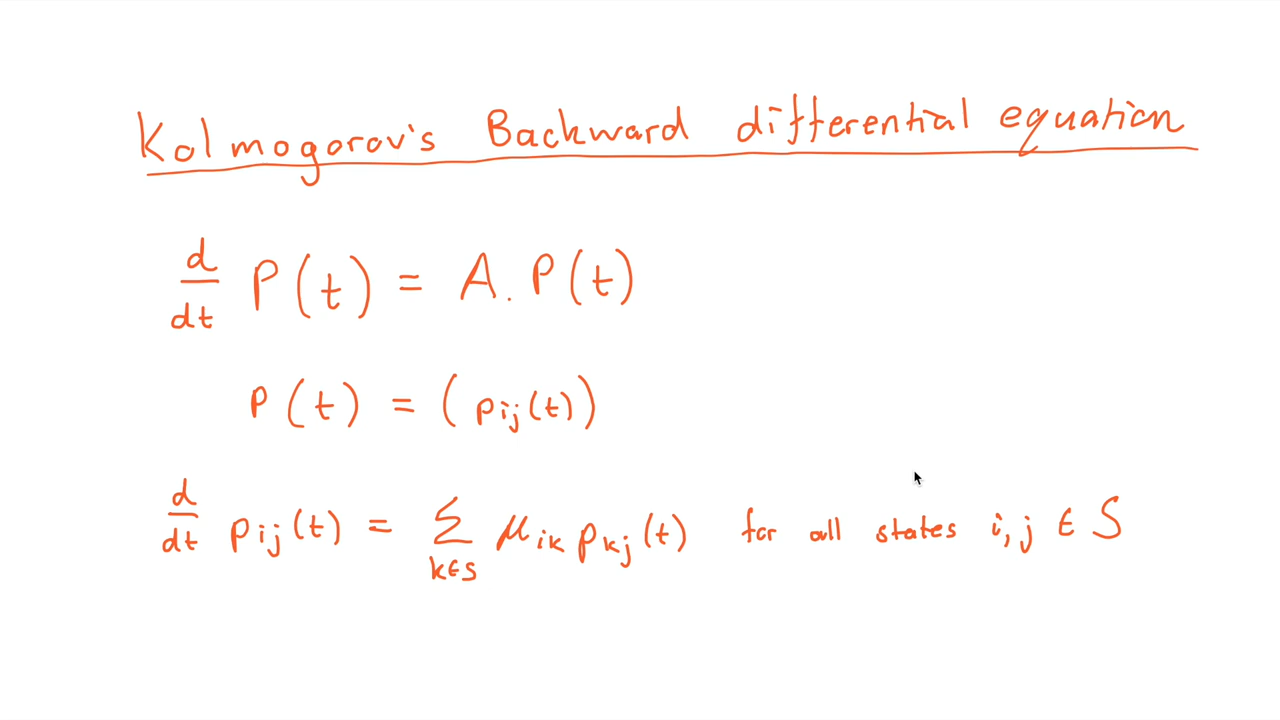 Kolmogorov's Backward differential equation
d/dt P(t) = A. P(t)
P(t) = (pij(t))
d/dt pij(t) = Σ k∈S μik pkj(t) for all states i,j ∈ S